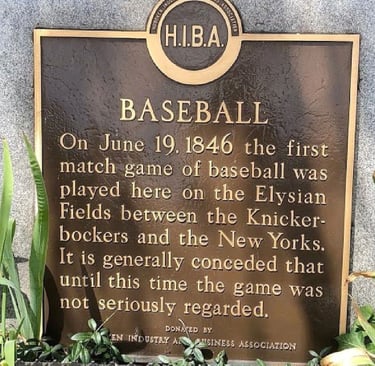 H.I.B.A.
BASEBALL
On June 19, 1846 the first
match game of baseball was
played here on the Elysian
Fields between the Knicker-
bockers and the New Yorks.
It is generally conceded that
until this time the game was
not seriously regarded.
DONATED BY
EN INDUSTRY AND BUSINESS ASSOCIATION